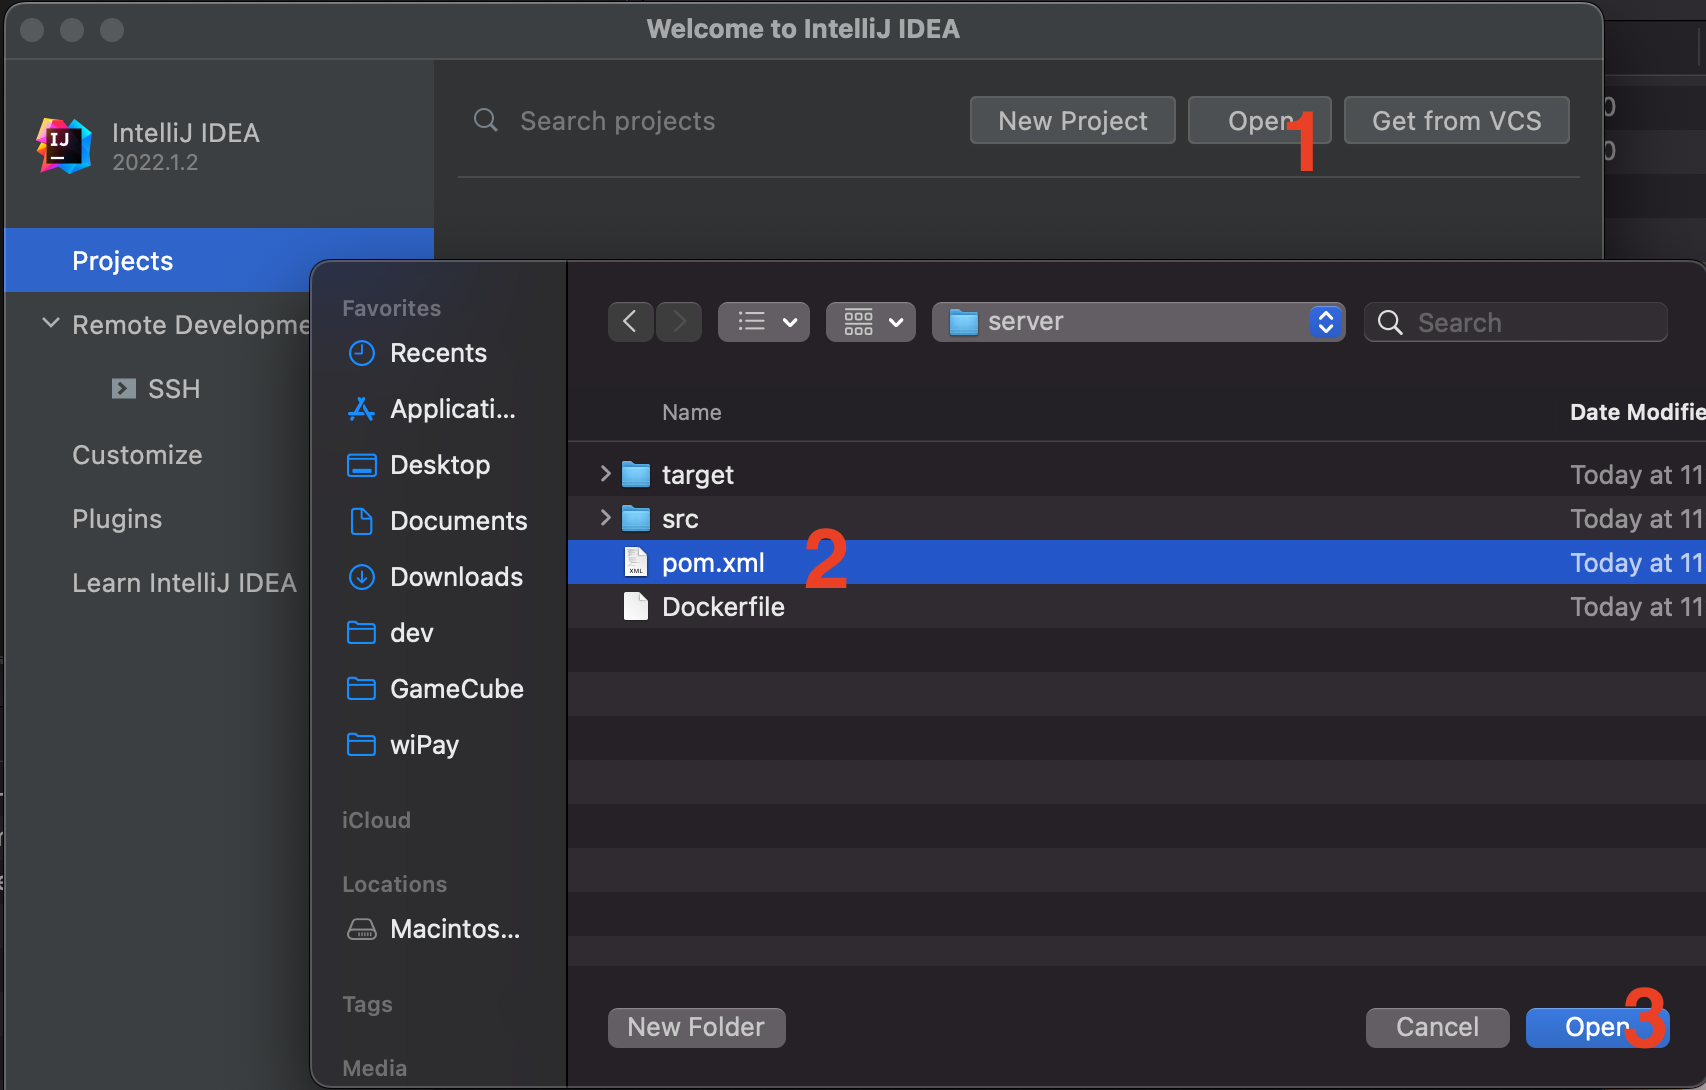 Welcome to IntelliJ IDEA
IJ
IntelliJ IDEA
2022.1.2
Search projects
New Project
Open
1
Get from VCS
Projects
Remote Developme
SSH
Customize
Plugins
Learn IntelliJ IDEA
Favorites
Recents
Applicati...
Desktop
Documents
Downloads
dev
GameCube
wiPay
iCloud
Locations
Macintos...
Tags
Media
server
Search
Name
Date Modifie
target
Today at 11
src
Today at 11
XML
pom.xml
2
Today at 11
Dockerfile
Today at 11
New Folder
Cancel
Open
3